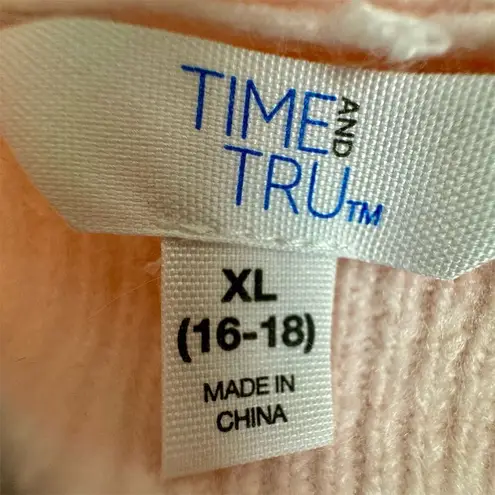 TIME AND
TRU™
XL
(16-18)
MADE IN
CHINA